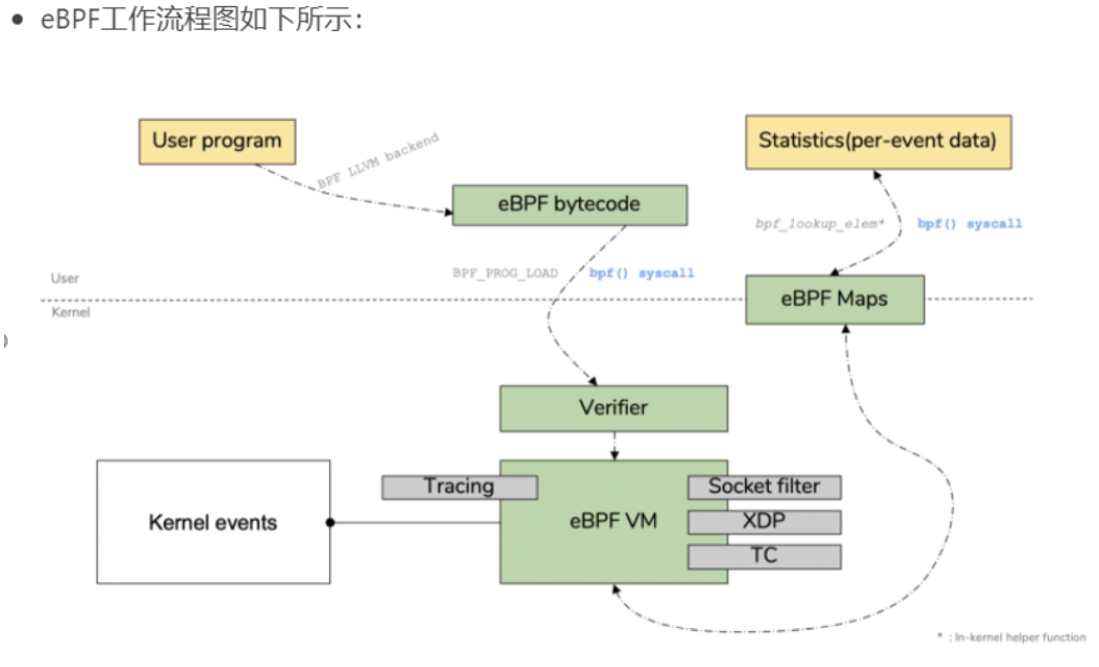 • eBPF工作流程图如下所示：
User program
BPF LLVM backend
eBPF bytecode
Statistics(per-event data)
bpf_lookup_elem*
bpf() syscall
BPF_PROG_LOAD
bpf() syscall
User
Kernel
eBPF Maps
Verifier
Kernel events
Tracing
eBPF VM
Socket filter
XDP
TC
* : In-kernel helper function